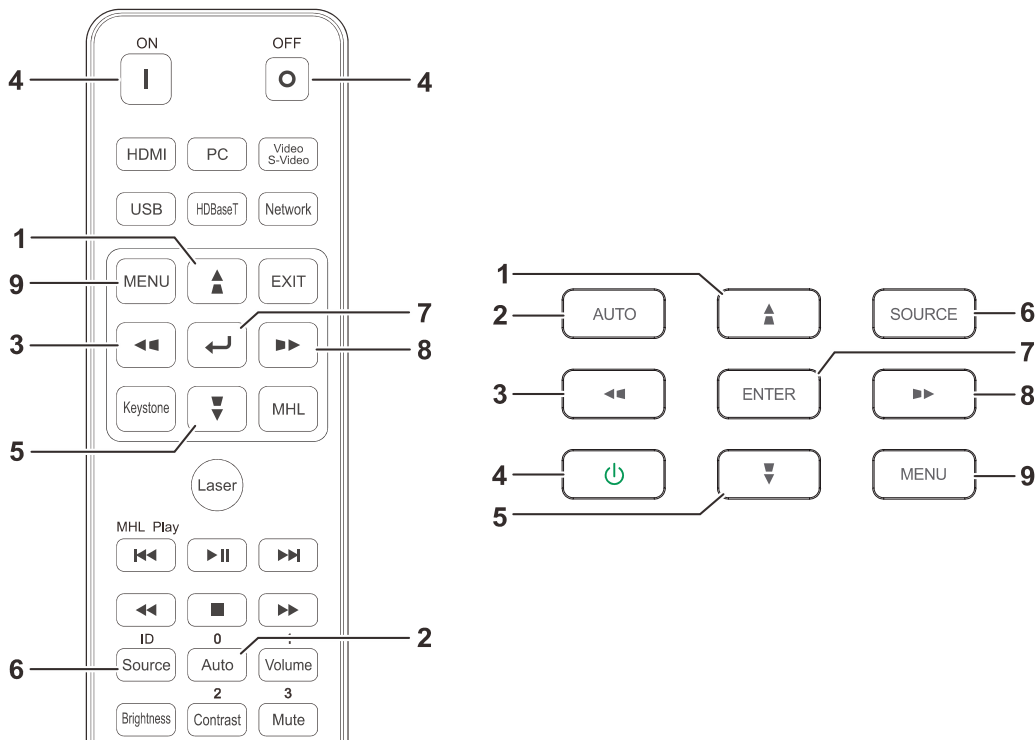 ON OFF
4 4
HDMI PC Video S-Video
USB HDBaseT Network
1
9 MENU EXIT
7
3 8
Keystone MHL
5
Laser
MHL Play
ID 0 :
2
6 Source Auto Volume
2 3
Brightness Contrast Mute
1
2 AUTO SOURCE 6
7
3 ENTER 8
4 MENU 9
5